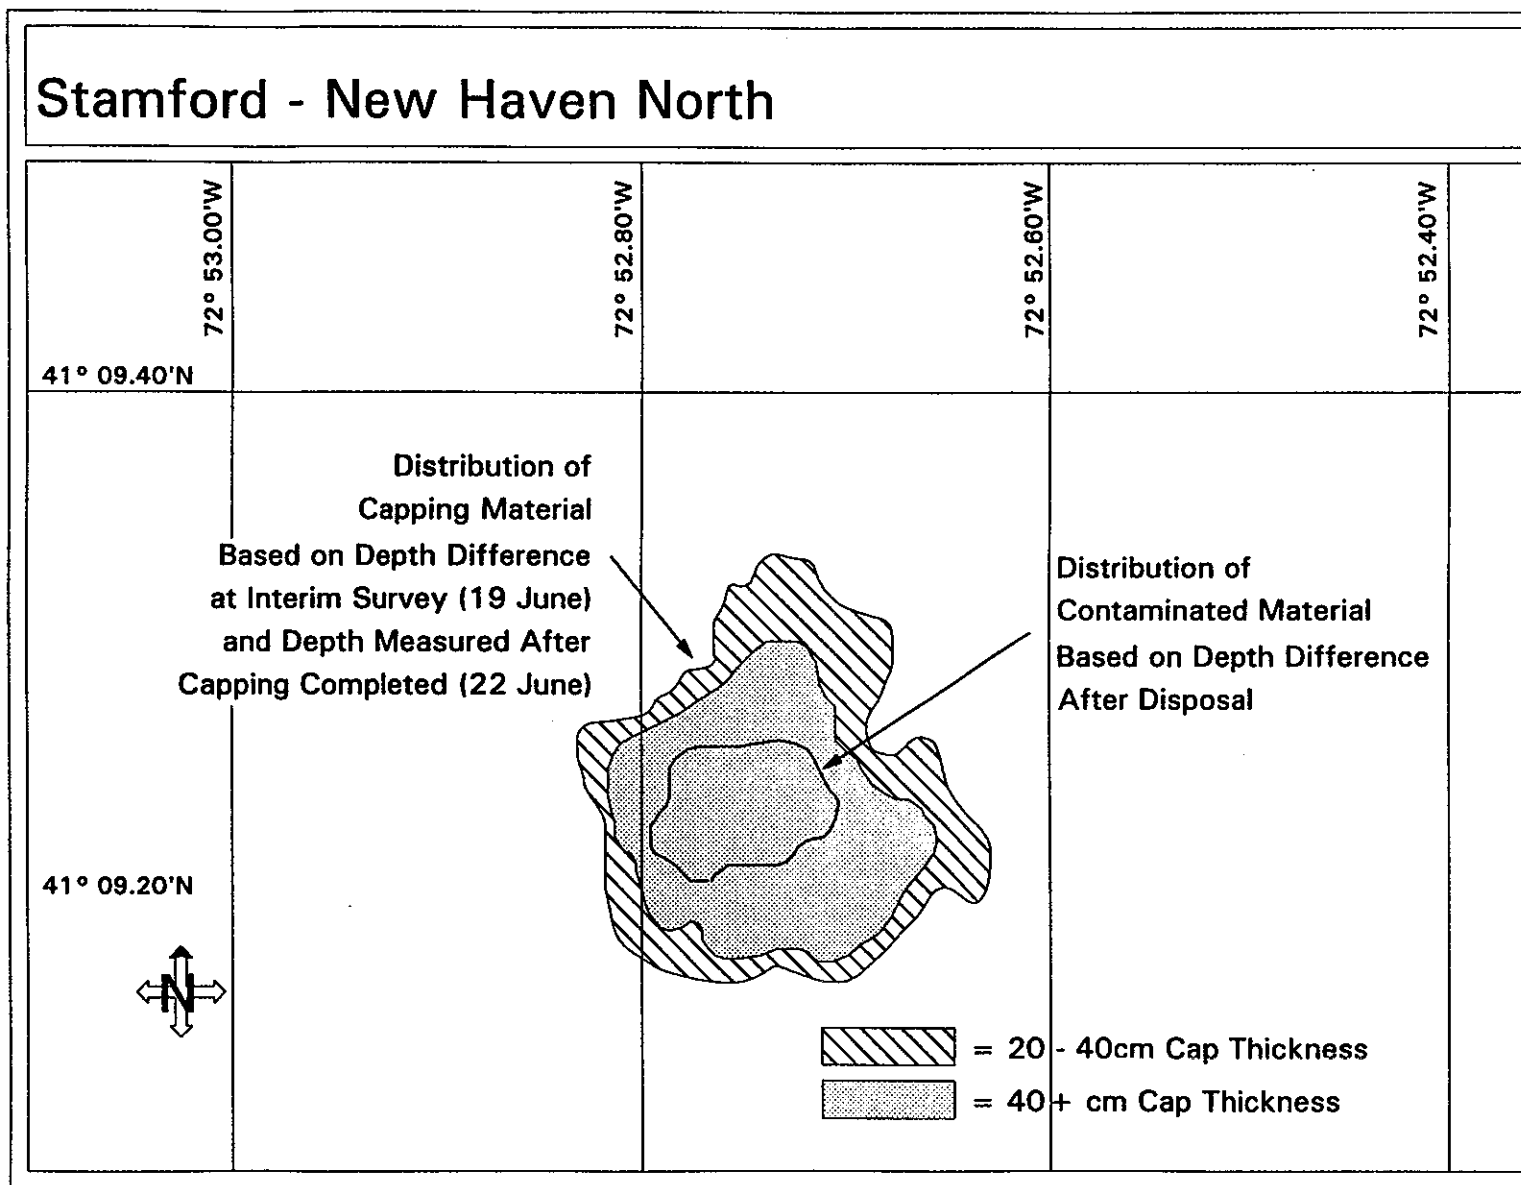 Stamford - New Haven North
72° 53.00'W
72° 52.80'W
72° 52.60'W
72° 52.40'W
41° 09.40'N
Distribution of
Capping Material
Based on Depth Difference
at Interim Survey (19 June)
and Depth Measured After
Capping Completed (22 June)
Distribution of
Contaminated Material
Based on Depth Difference
After Disposal
41° 09.20'N
N
= 20 - 40cm Cap Thickness
= 40 + cm Cap Thickness